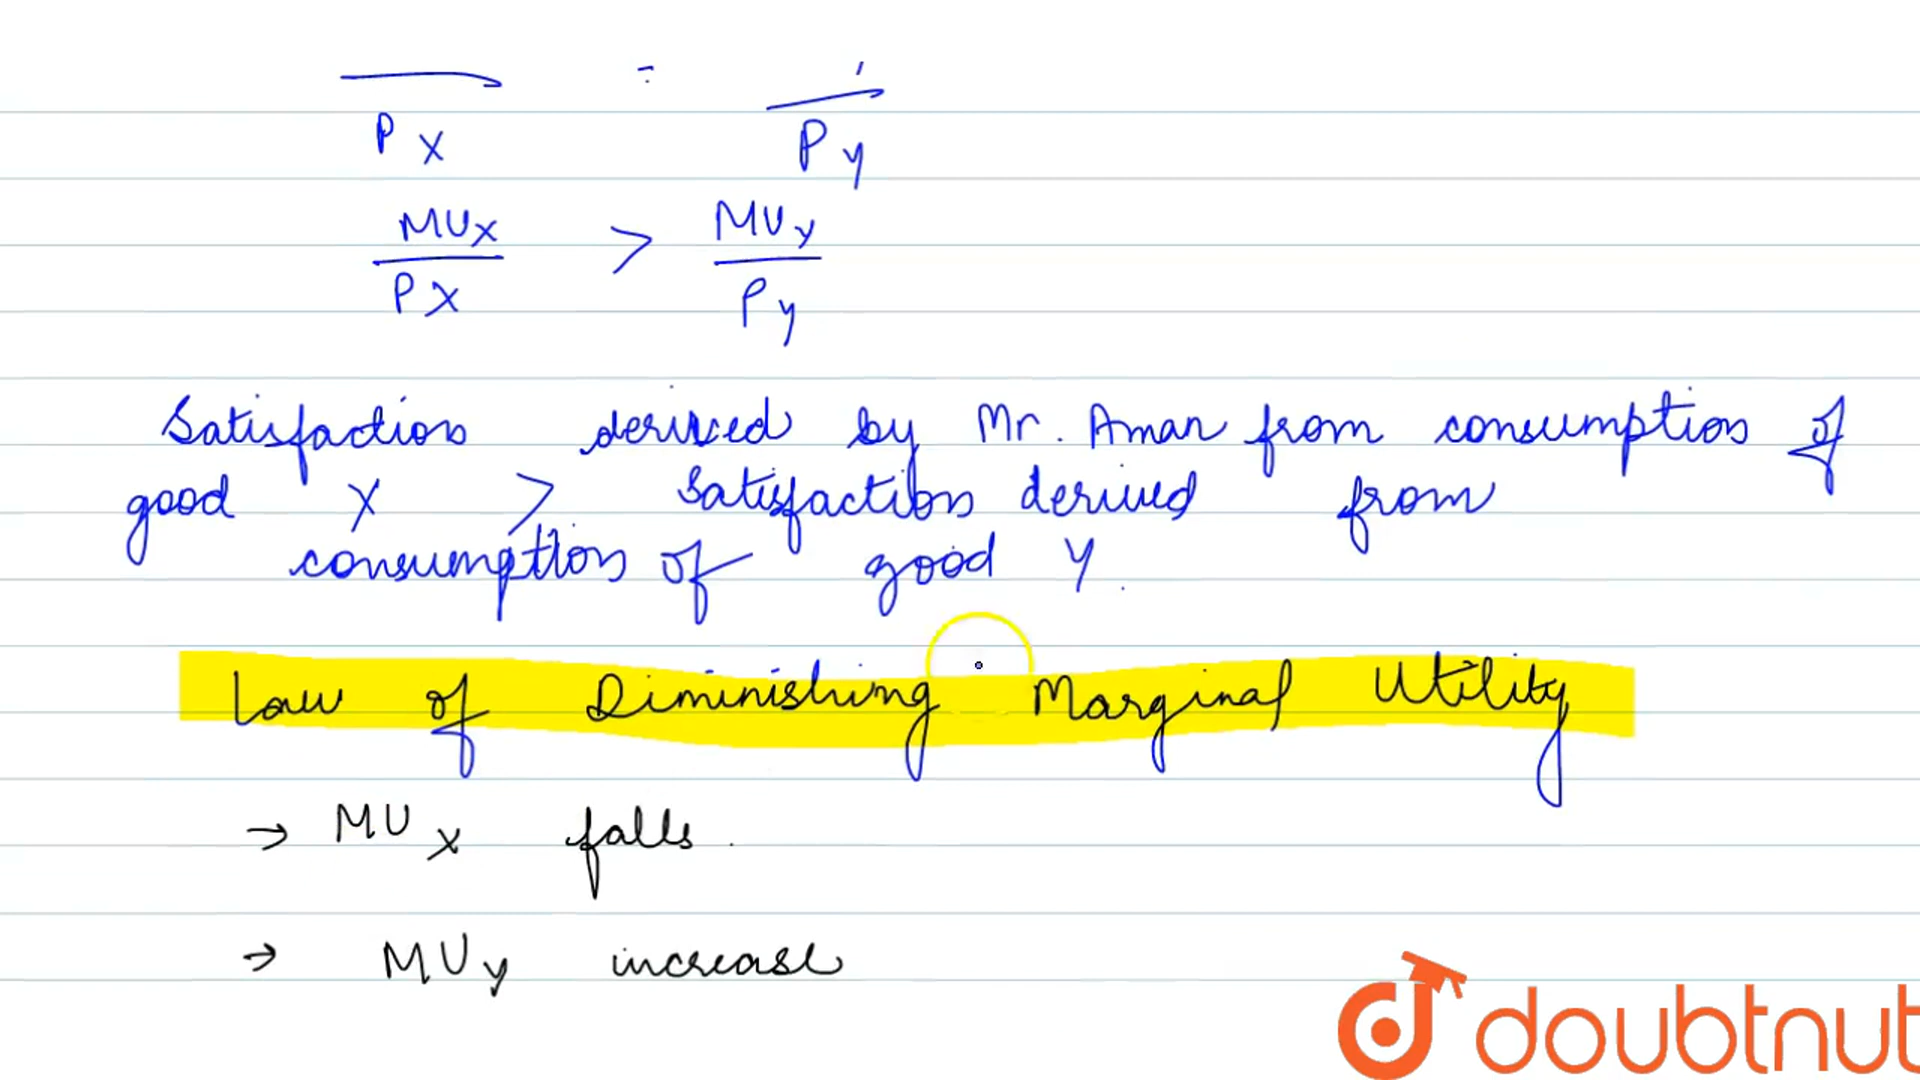 PX PY
MUX > MUY
PX PY
Satisfaction derived by Mr. Aman from consumption of
good X > satisfaction derived from
consumption of good Y.
Law of Diminishing Marginal Utility
→ MUX falls.
→ MUY increase
doubtnut